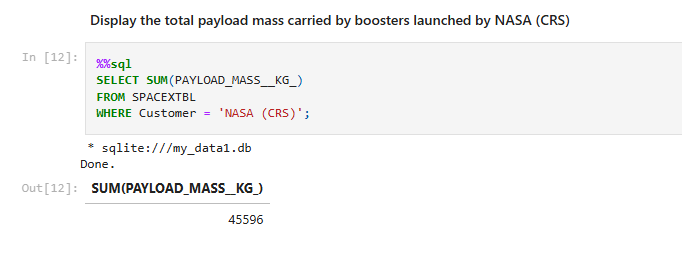 Display the total payload mass carried by boosters launched by NASA (CRS)
In [12]:
%%sql
SELECT SUM(PAYLOAD_MASS__KG_)
FROM SPACEXTBL
WHERE Customer = 'NASA (CRS)';
* sqlite:///my_data1.db
Done.
Out[12]: SUM(PAYLOAD_MASS__KG_)
45596